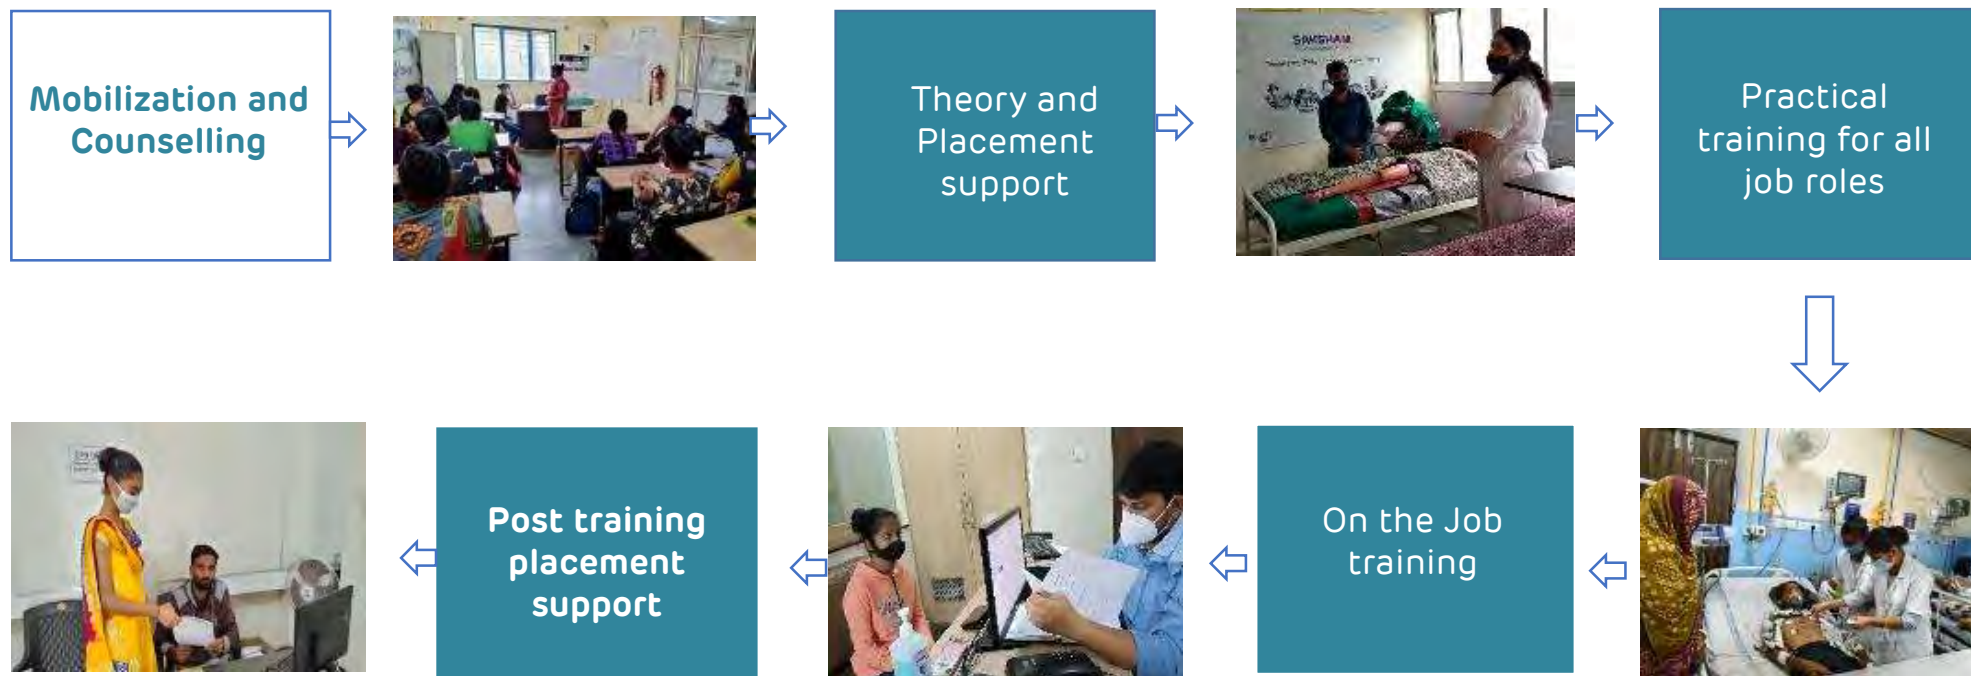 Mobilization and
Counselling
Theory and
Placement
support
SAKSHAM
Practical
training for all
job roles
On the Job
training
Post training
placement
support